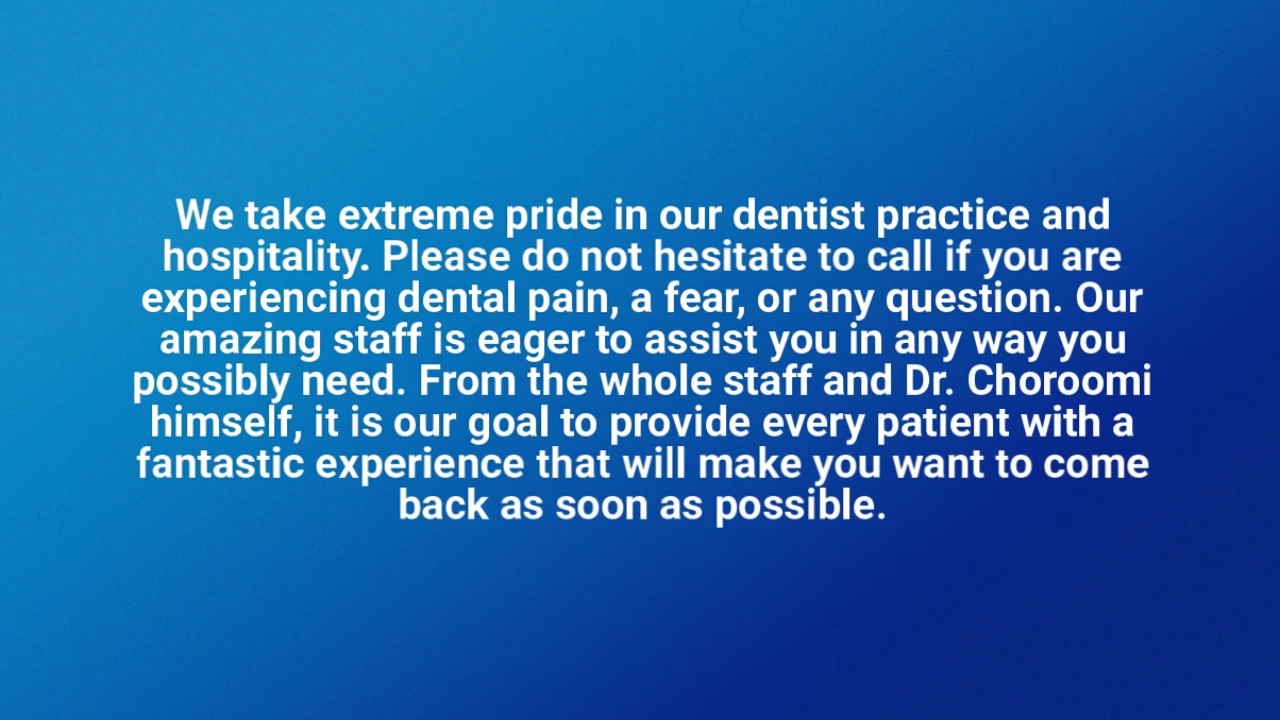 We take extreme pride in our dentist practice and
hospitality. Please do not hesitate to call if you are
experiencing dental pain, a fear, or any question. Our
amazing staff is eager to assist you in any way you
possibly need. From the whole staff and Dr. Choroomi
himself, it is our goal to provide every patient with a
fantastic experience that will make you want to come
back as soon as possible.